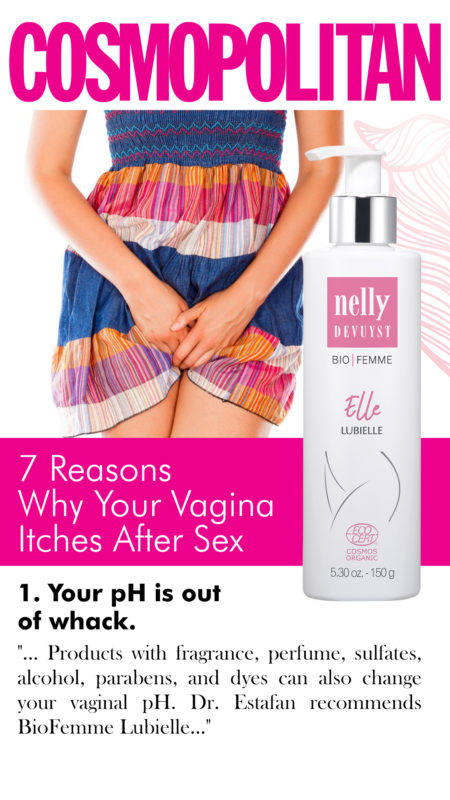 COSMOPOLITAN
nelly
DEVUYST
BIO | FEMME
Elle
LUBIELLE
ECO
CERT
COSMOS
ORGANIC
5.30 oz. - 150 g
7 Reasons
Why Your Vagina
Itches After Sex
1. Your pH is out
of whack.
"... Products with fragrance, perfume, sulfates,
alcohol, parabens, and dyes can also change
your vaginal pH. Dr. Estafan recommends
BioFemme Lubielle..."